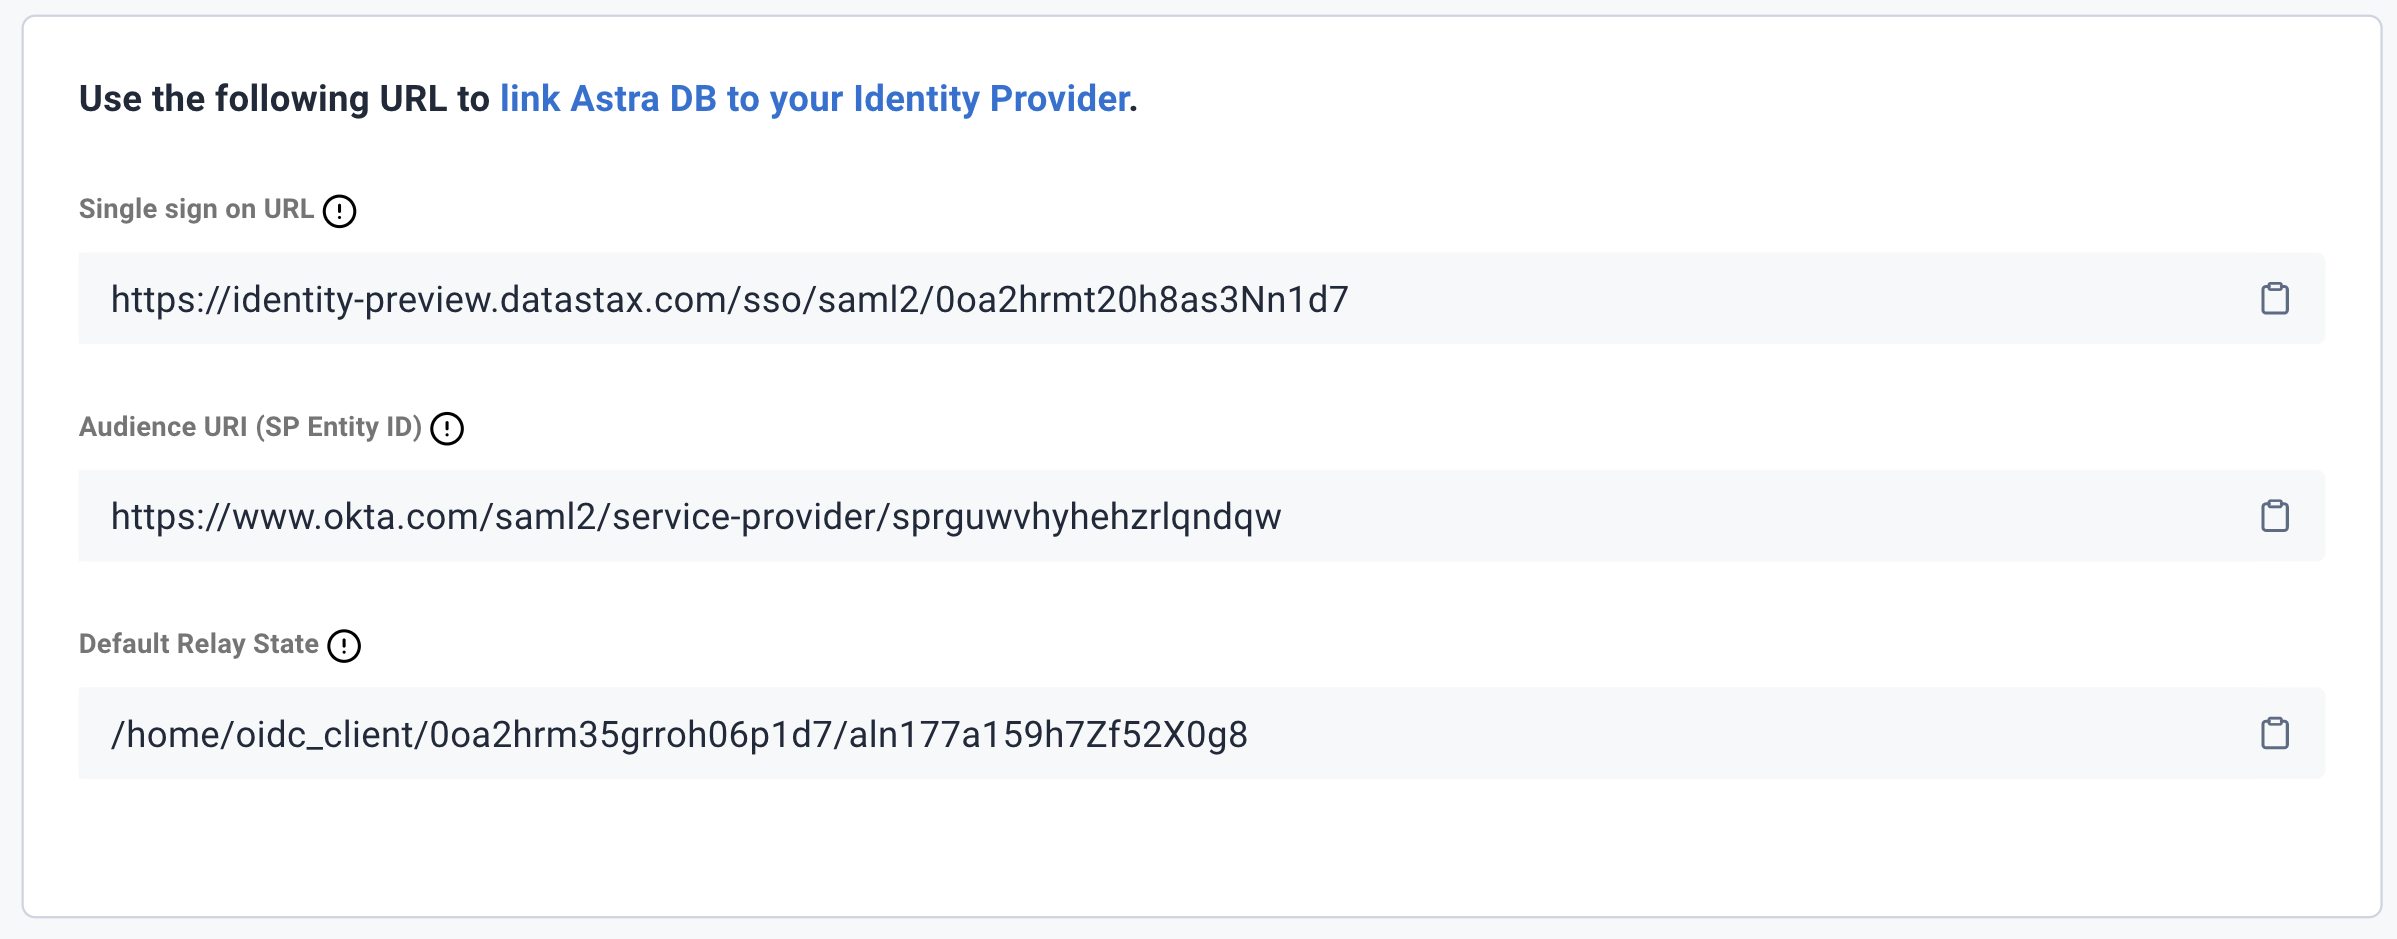 Use the following URL to link Astra DB to your Identity Provider.
Single sign on URL
https://identity-preview.datastax.com/sso/saml2/0oa2hrmt20h8as3Nn1d7
Audience URI (SP Entity ID)
https://www.okta.com/saml2/service-provider/sprguwvhyhehzrlqndqw
Default Relay State
/home/oidc_client/0oa2hrm35grroh06p1d7/aln177a159h7Zf52X0g8